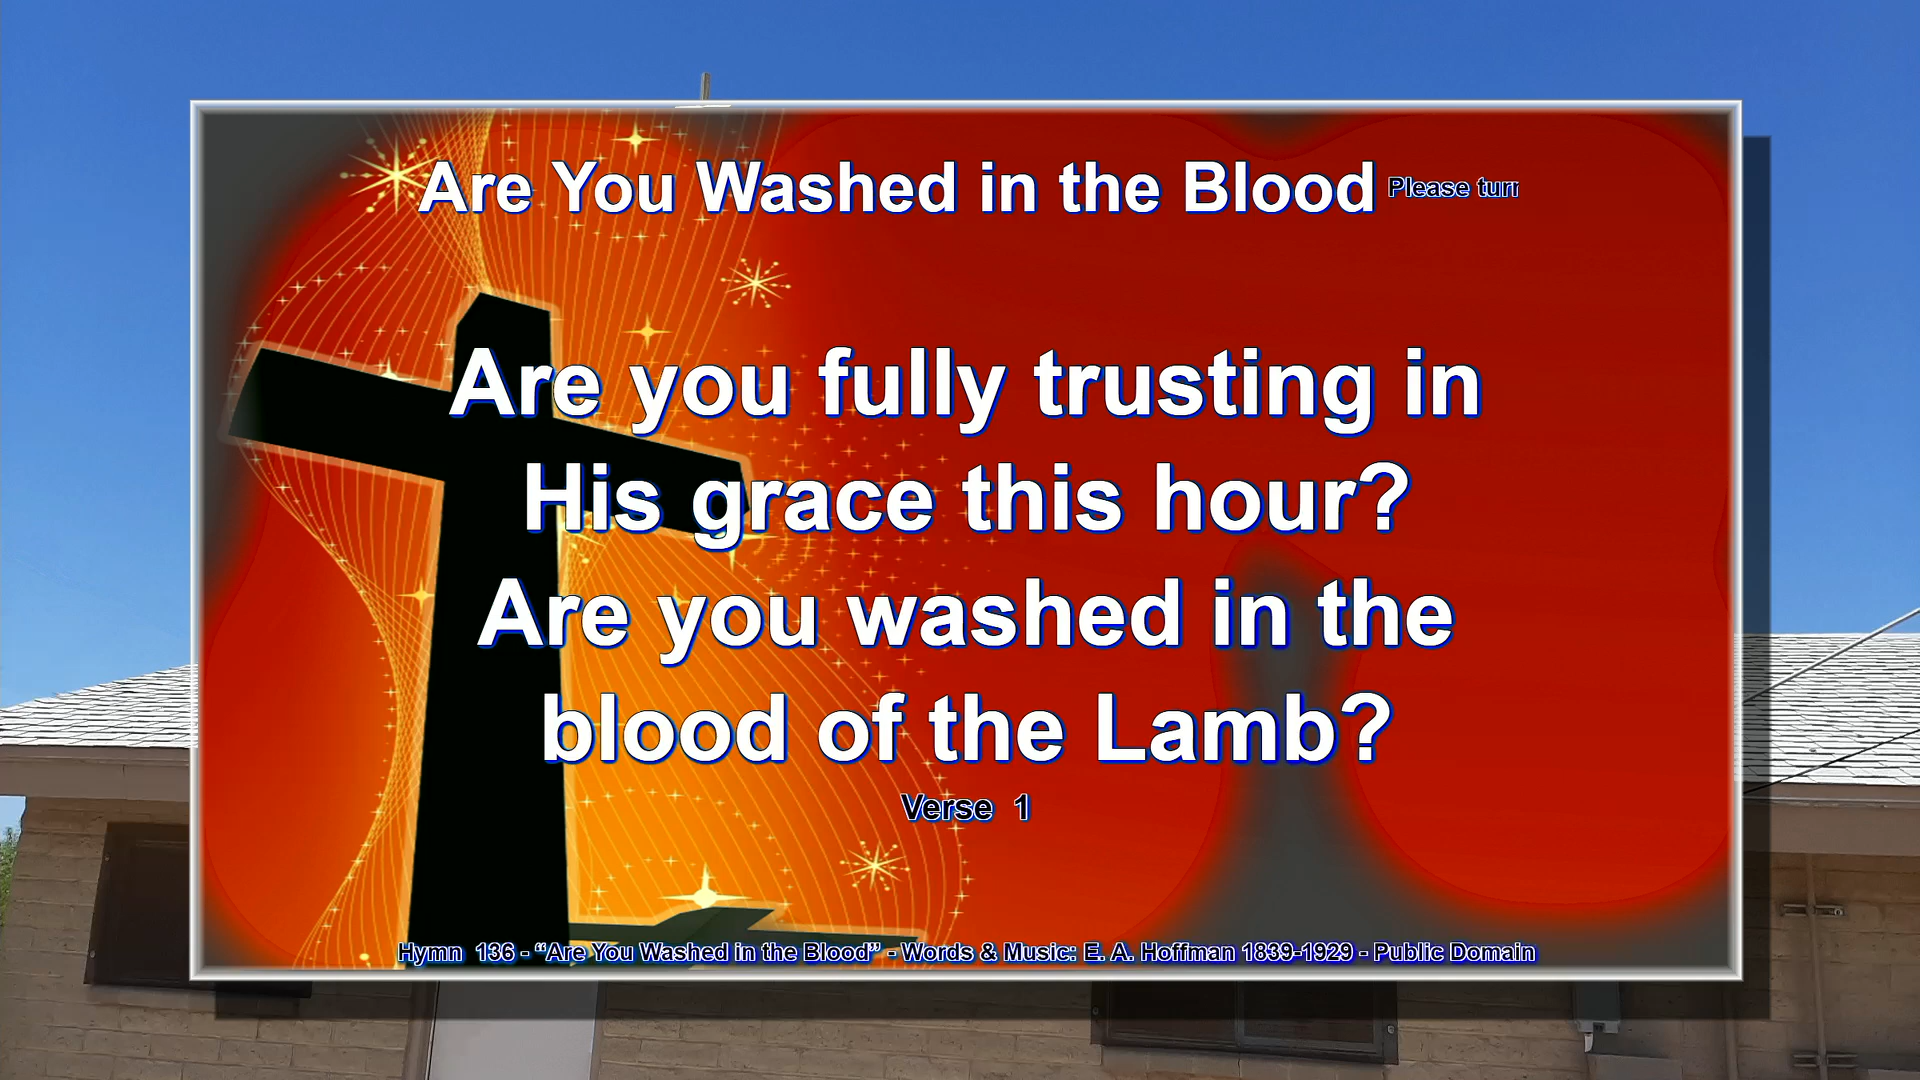 Are You Washed in the Blood Please turn
Are you fully trusting in
His grace this hour?
Are you washed in the
blood of the Lamb?
Verse 1
Hymn 136 - “Are You Washed in the Blood” - Words & Music: E. A. Hoffman 1839-1929 - Public Domain